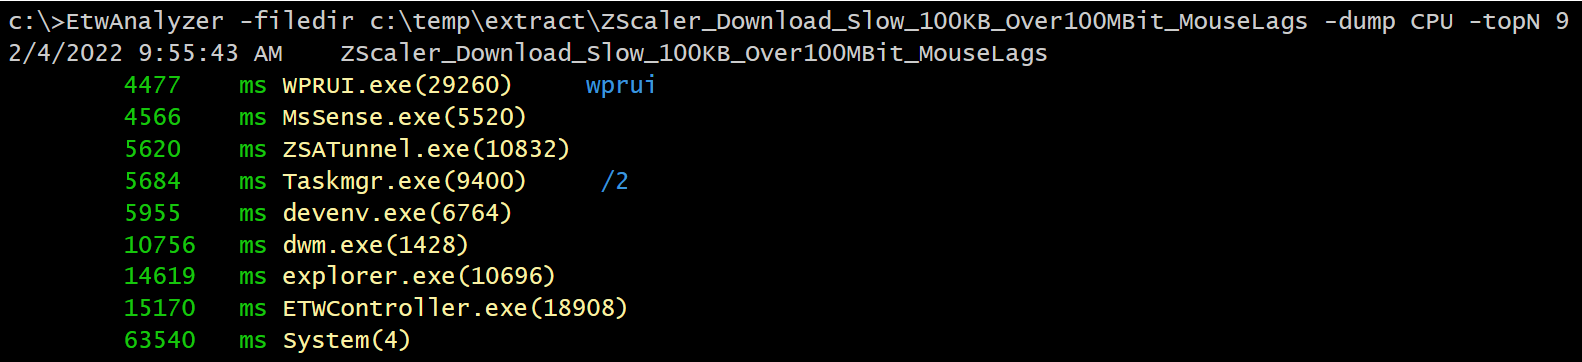 c:\>EtwAnalyzer -filedir c:\temp\extract\ZScaler_Download_Slow_100KB_Over100MBit_MouseLags -dump CPU -topN 9
2/4/2022 9:55:43 AM    ZScaler_Download_Slow_100KB_Over100MBit_MouseLags
4477    ms WPRUI.exe(29260)     wprui
4566    ms MsSense.exe(5520)
5620    ms ZSATunnel.exe(10832)
5684    ms Taskmgr.exe(9400)     /2
5955    ms devenv.exe(6764)
10756   ms dwm.exe(1428)
14619   ms explorer.exe(10696)
15170   ms ETWController.exe(18908)
63540   ms System(4)